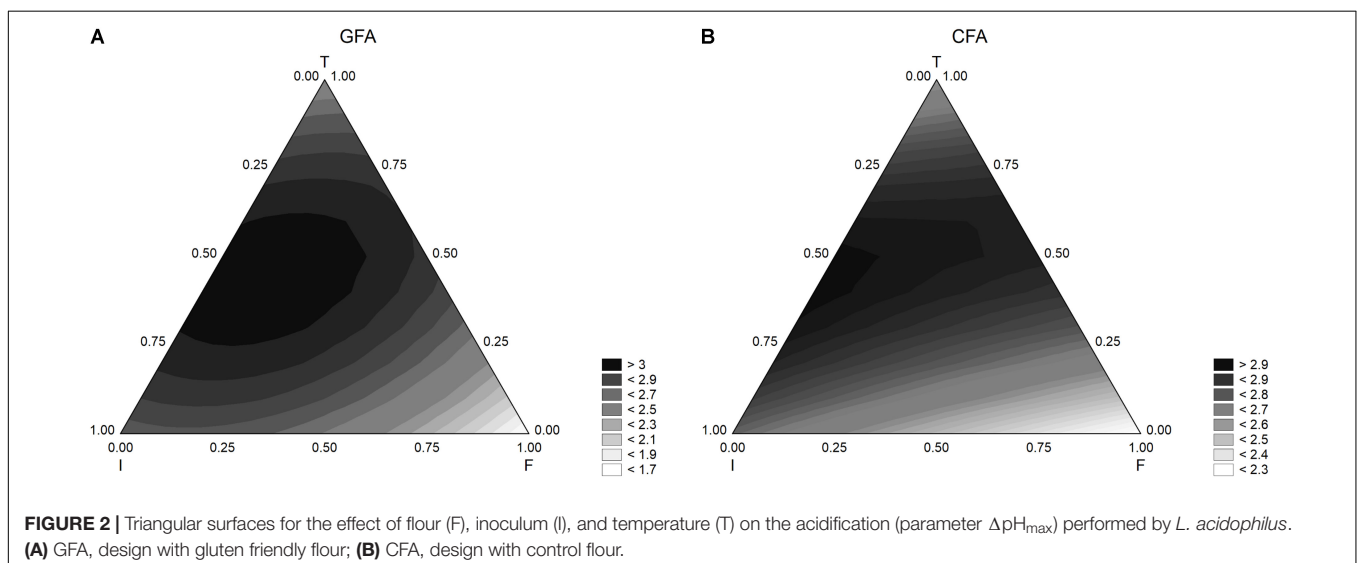 A
GFA
T
0.00 1.00
0.25
0.75
0.50
0.50
0.75
0.25
1.00
0.00
0.00 0.25 0.50 0.75 1.00
I
F
> 3
< 2.9
< 2.7
< 2.5
< 2.3
< 2.1
< 1.9
< 1.7
B
CFA
T
0.00 1.00
0.25
0.75
0.50
0.50
0.75
0.25
1.00
0.00
0.00 0.25 0.50 0.75 1.00
I
F
> 2.9
< 2.9
< 2.8
< 2.7
< 2.6
< 2.5
< 2.4
< 2.3
FIGURE 2 | Triangular surfaces for the effect of flour (F), inoculum (I), and temperature (T) on the acidification (parameter ΔpHmax) performed by L. acidophilus.
(A) GFA, design with gluten friendly flour; (B) CFA, design with control flour.